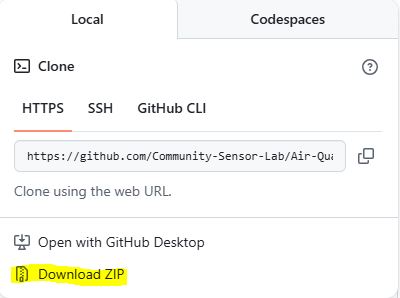 Local Codespaces
Clone
HTTPS SSH GitHub CLI
https://github.com/Community-Sensor-Lab/Air-Qua
Clone using the web URL.
Open with GitHub Desktop
Download ZIP